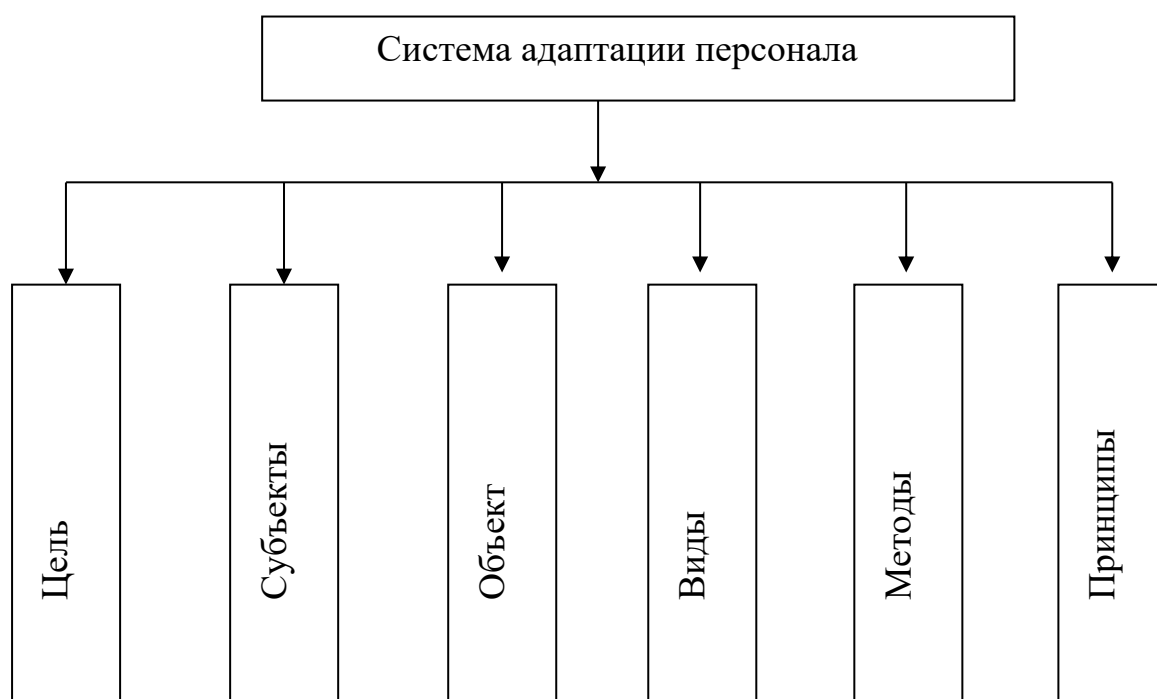 Система адаптации персонала
Цель
Субъекты
Объект
Виды
Методы
Принципы